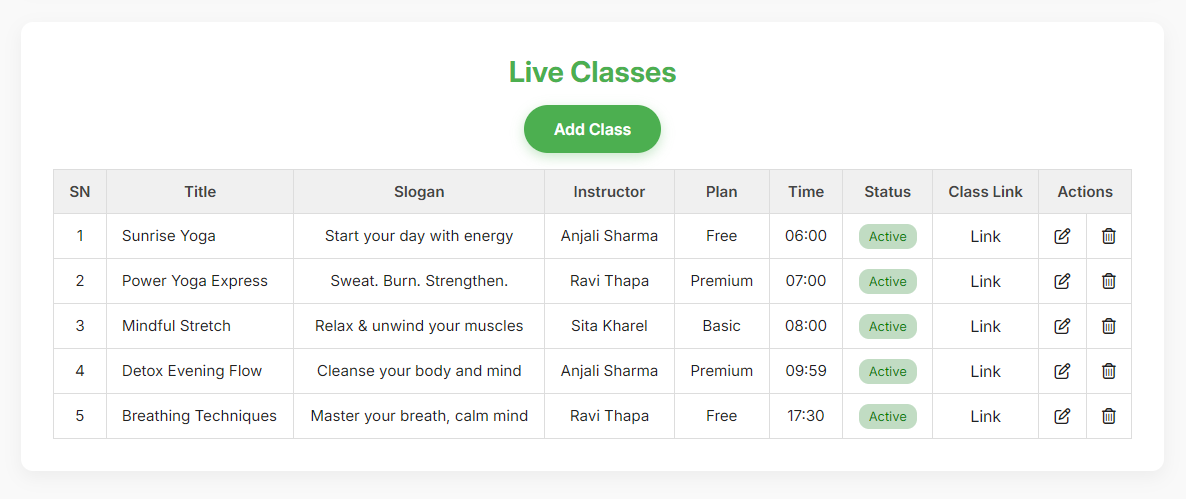 Live Classes
Add Class
SN Title Slogan Instructor Plan Time Status Class Link Actions
1 Sunrise Yoga Start your day with energy Anjali Sharma Free 06:00 Active Link
2 Power Yoga Express Sweat. Burn. Strengthen. Ravi Thapa Premium 07:00 Active Link
3 Mindful Stretch Relax & unwind your muscles Sita Kharel Basic 08:00 Active Link
4 Detox Evening Flow Cleanse your body and mind Anjali Sharma Premium 09:59 Active Link
5 Breathing Techniques Master your breath, calm mind Ravi Thapa Free 17:30 Active Link